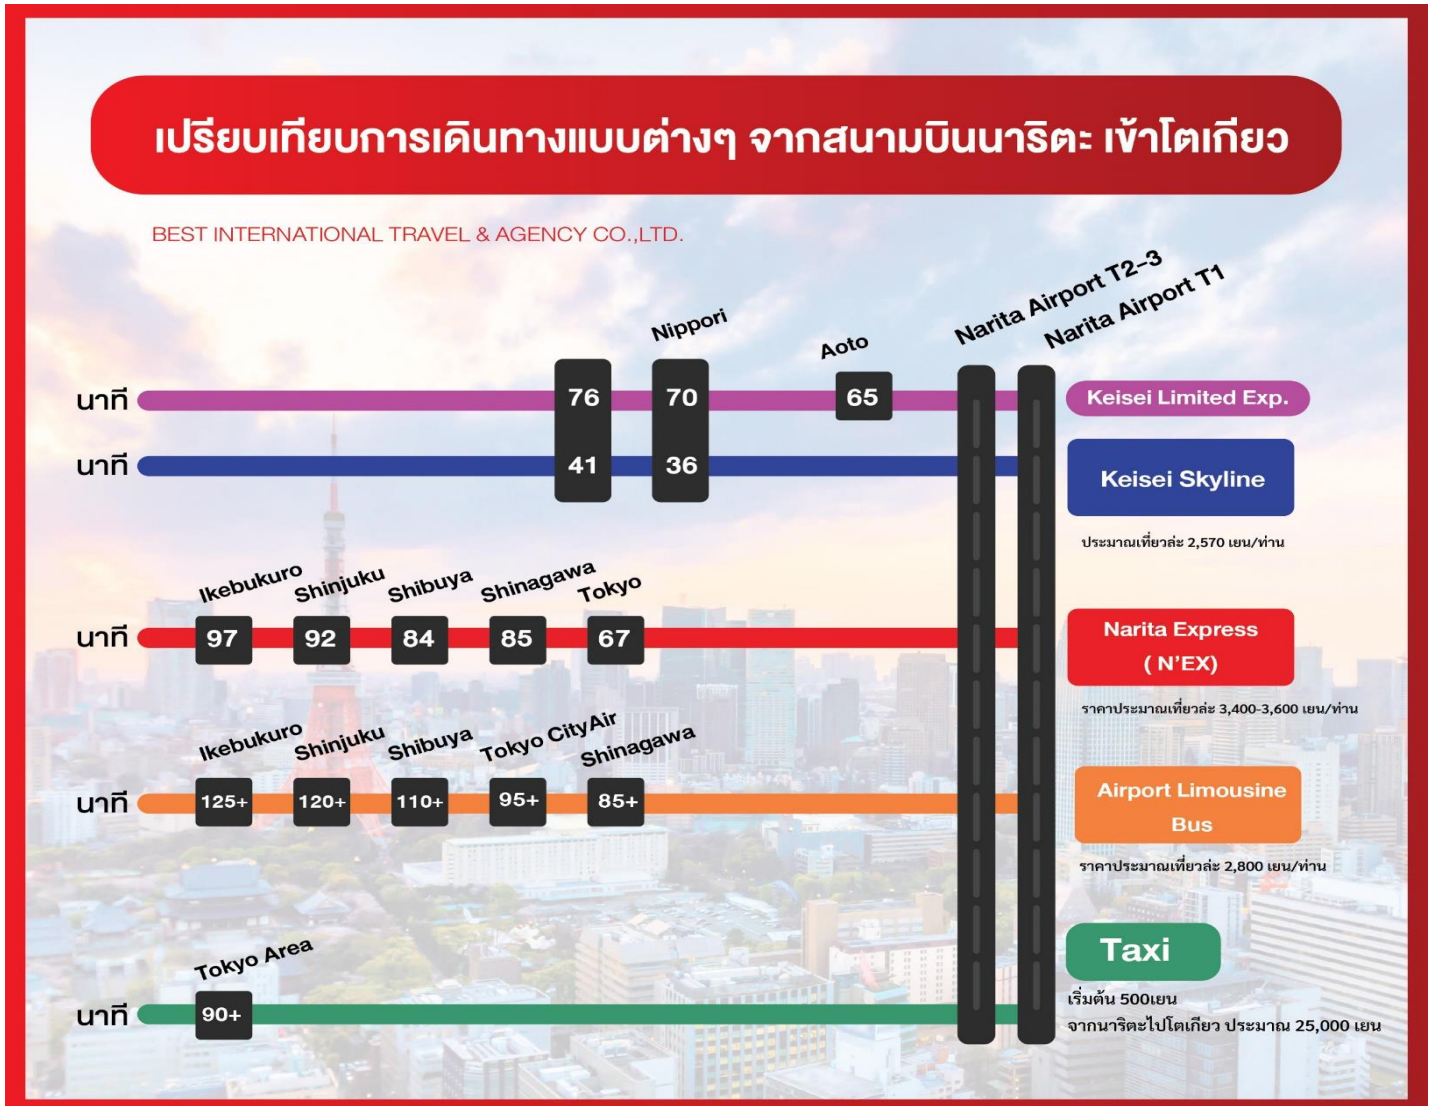 เปรียบเทียบการเดินทางแบบต่างๆ จากสนามบินนาริตะ เข้าโตเกียว
BEST INTERNATIONAL TRAVEL & AGENCY CO.,LTD.
Nippori
Aoto
Narita Airport T2-3
Narita Airport T1
นาที
76
70
65
Keisei Limited Exp.
นาที
41
36
Keisei Skyline
ประมาณเที่ยวล่ะ 2,570 เยน/ท่าน
Ikebukuro
Shinjuku
Shibuya
Shinagawa
Tokyo
นาที
97
92
84
85
67
Narita Express
( N'EX)
ราคาประมาณเที่ยวล่ะ 3,400-3,600 เยน/ท่าน
Ikebukuro
Shinjuku
Shibuya
Tokyo CityAir
Shinagawa
นาที
125+
120+
110+
95+
85+
Airport Limousine
Bus
ราคาประมาณเที่ยวล่ะ 2,800 เยน/ท่าน
Tokyo Area
นาที
90+
Taxi
เริ่มต้น 500เยน
จากนาริตะไปโตเกียว ประมาณ 25,000 เยน